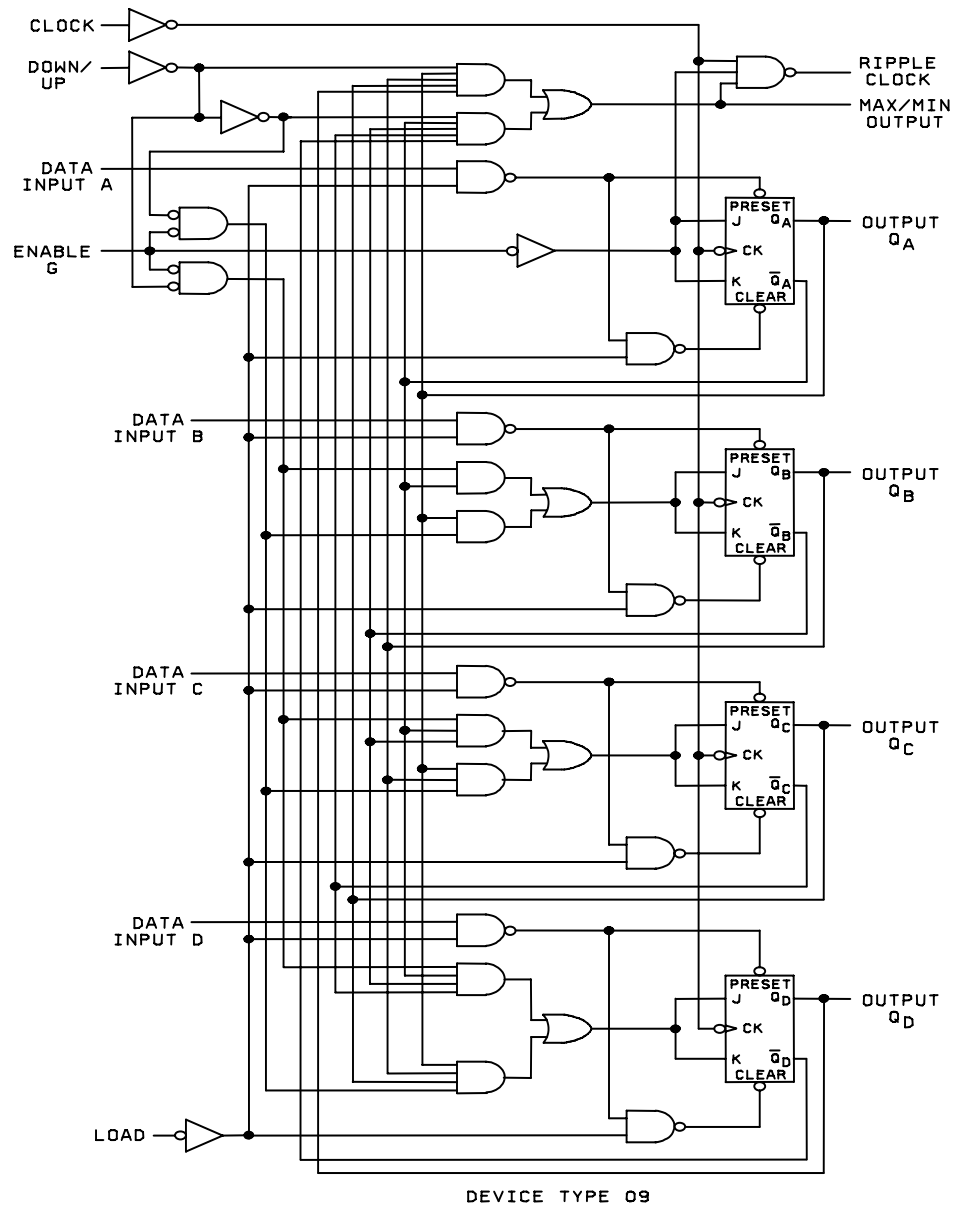 CLOCK
DOWN/
UP
RIPPLE
CLOCK
MAX/MIN
OUTPUT
DATA
INPUT A
PRESET
J QA
CK
K Q̅A
CLEAR
OUTPUT
QA
ENABLE
G
DATA
INPUT B
PRESET
J QB
CK
K Q̅B
CLEAR
OUTPUT
QB
DATA
INPUT C
PRESET
J QC
CK
K Q̅C
CLEAR
OUTPUT
QC
DATA
INPUT D
PRESET
J QD
CK
K Q̅D
CLEAR
OUTPUT
QD
LOAD
DEVICE TYPE 09